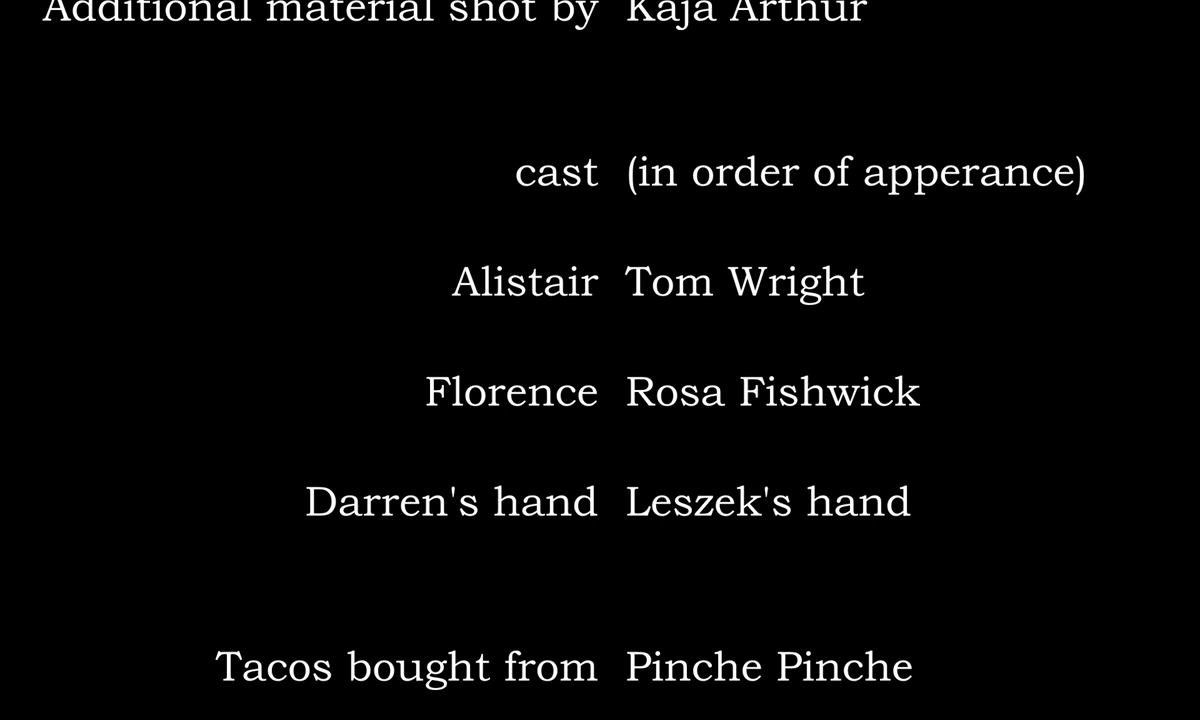 Additional material shot by Kaja Arthur
cast (in order of apperance)
Alistair Tom Wright
Florence Rosa Fishwick
Darren's hand Leszek's hand
Tacos bought from Pinche Pinche